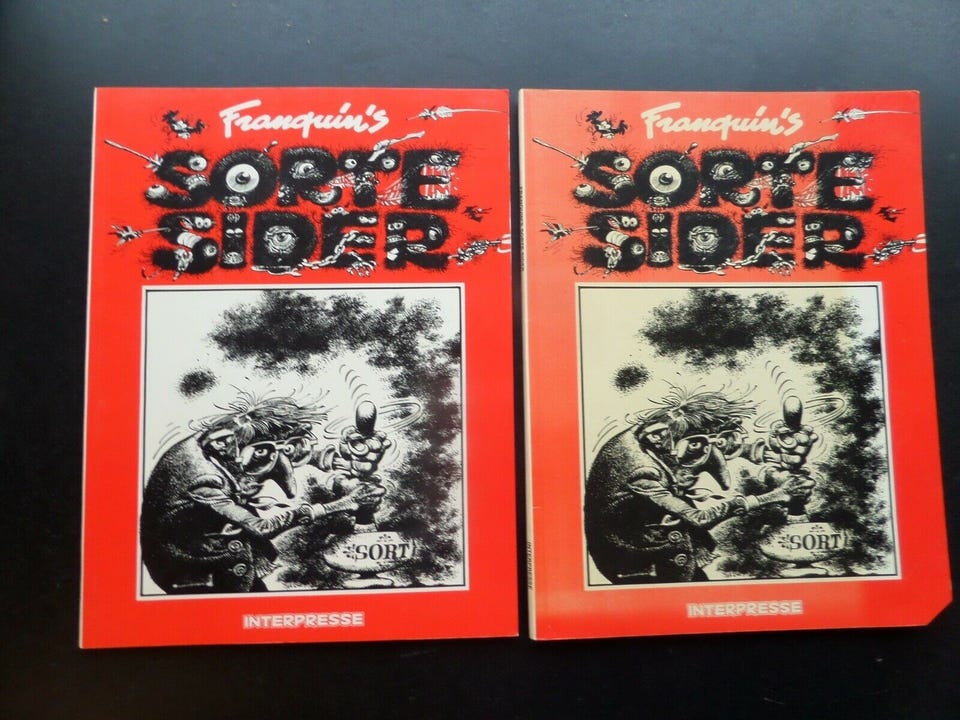 Franquin's
SORTE
SIDER
SORT
INTERPRESSE
Franquin's
SORTE
SIDER
SORT
INTERPRESSE